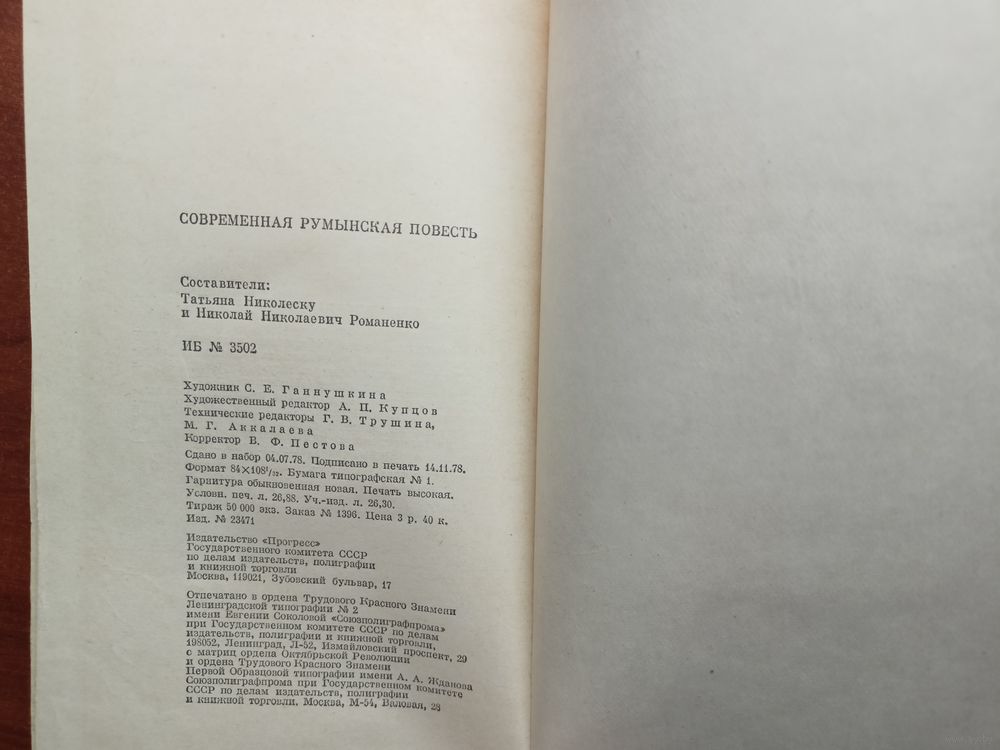 СОВРЕМЕННАЯ РУМЫНСКАЯ ПОВЕСТЬ
Составители:
Татьяна Николеску
и Николай Николаевич Романенко
ИБ № 3502
Художник С. Е. Ганнушкина
Художественный редактор А. П. Купцов
Технические редакторы Г. В. Трушина,
М. Г. Аккалаева
Корректор В. Ф. Пестова
Сдано в набор 04.07.78. Подписано в печать 14.11.78.
Формат 84×108¹/₃₂. Бумага типографская № 1.
Гарнитура обыкновенная новая. Печать высокая.
Условн. печ. л. 26,88. Уч.-изд. л. 26,30.
Тираж 50 000 экз. Заказ № 1396. Цена 3 р. 40 к.
Изд. № 23471
Издательство «Прогресс»
Государственного комитета СССР
по делам издательств, полиграфии
и книжной торговли
Москва, 119021, Зубовский бульвар, 17
Отпечатано в ордена Трудового Красного Знамени
Ленинградской типографии № 2
имени Евгении Соколовой «Союзполиграфпрома»
при Государственном комитете СССР по делам
издательств, полиграфии и книжной торговли,
198052, Ленинград, Л-52, Измайловский проспект, 29
с матриц ордена Октябрьской Революции
и ордена Трудового Красного Знамени
Первой Образцовой типографии имени А. А. Жданова
Союзполиграфпрома при Государственном комитете
СССР по делам издательств, полиграфии
и книжной торговли, Москва, М-54, Валовая, 28